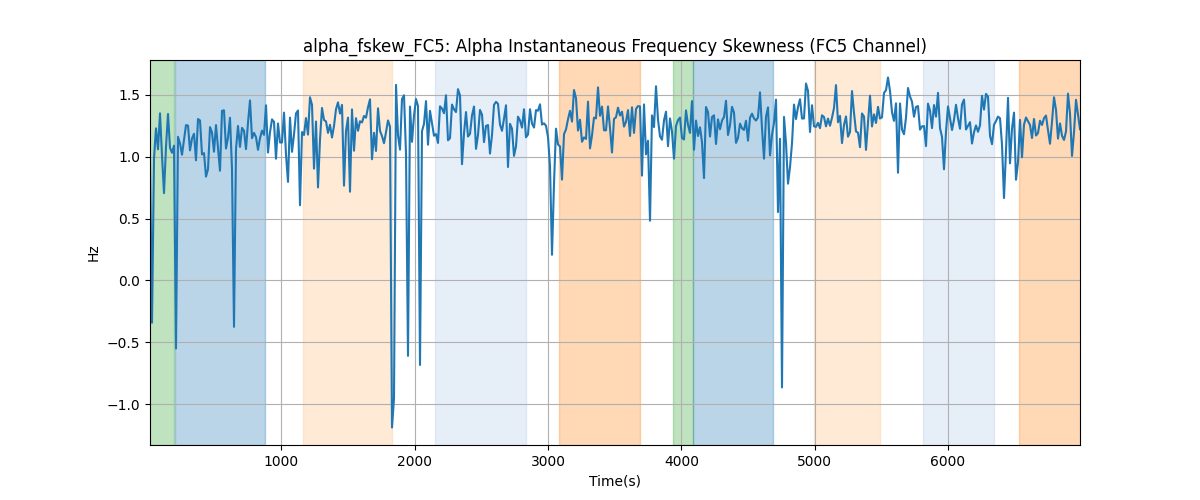 alpha_fskew_FC5: Alpha Instantaneous Frequency Skewness (FC5 Channel)
1.5
1.0
0.5
0.0
−0.5
−1.0
Hz
1000 2000 3000 4000 5000 6000
Time(s)